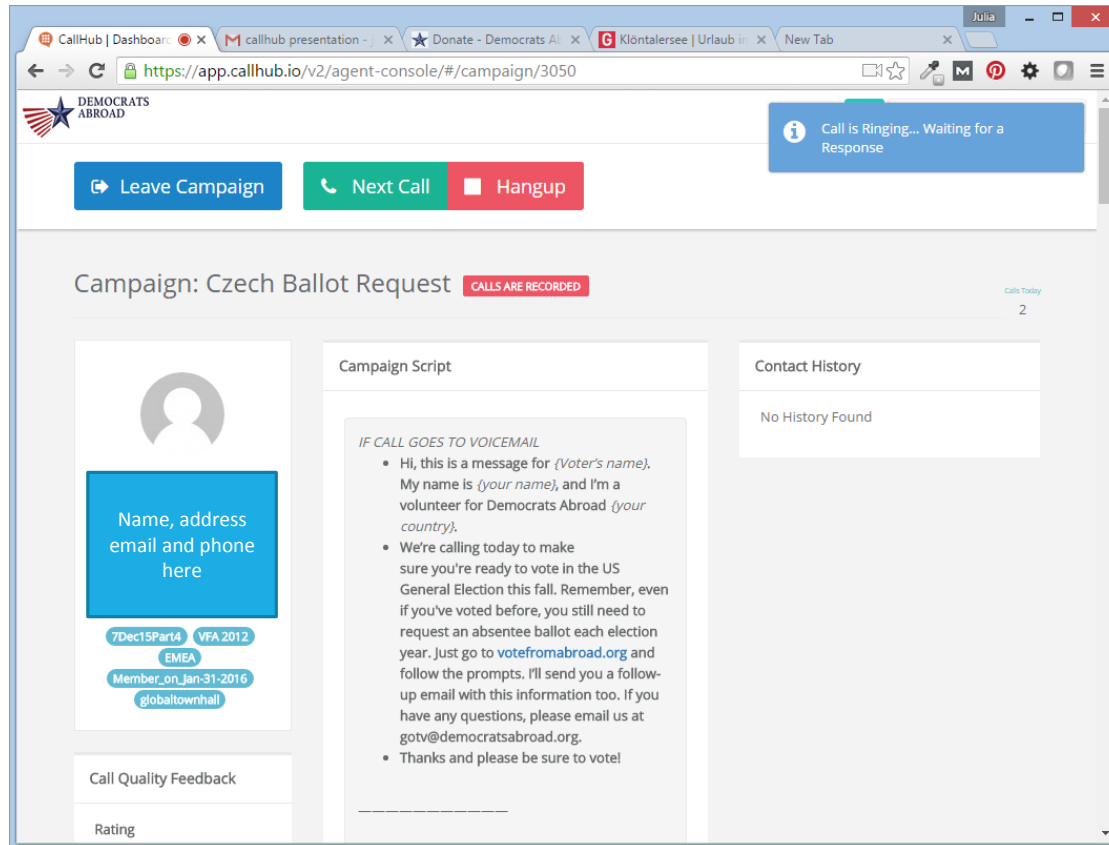 Julia
CallHub | Dashboard
callhub presentation - j
Donate - Democrats Ab
G Klöntalersee | Urlaub in
New Tab
https://app.callhub.io/v2/agent-console/#/campaign/3050
DEMOCRATS
ABROAD
Call is Ringing... Waiting for a
Response
Leave Campaign
Next Call
Hangup
Campaign: Czech Ballot Request
CALLS ARE RECORDED
Calls Today
2
Name, address
email and phone
here
7Dec15Part4 VFA 2012
EMEA
Member_on_Jan-31-2016
globaltownhall
Call Quality Feedback
Rating
Campaign Script
IF CALL GOES TO VOICEMAIL
• Hi, this is a message for {Voter's name}.
My name is {your name}, and I'm a
volunteer for Democrats Abroad {your
country}.
• We're calling today to make
sure you're ready to vote in the US
General Election this fall. Remember, even
if you've voted before, you still need to
request an absentee ballot each election
year. Just go to votefromabroad.org and
follow the prompts. I'll send you a follow-
up email with this information too. If you
have any questions, please email us at
gotv@democratsabroad.org.
• Thanks and please be sure to vote!
——————————
Contact History
No History Found